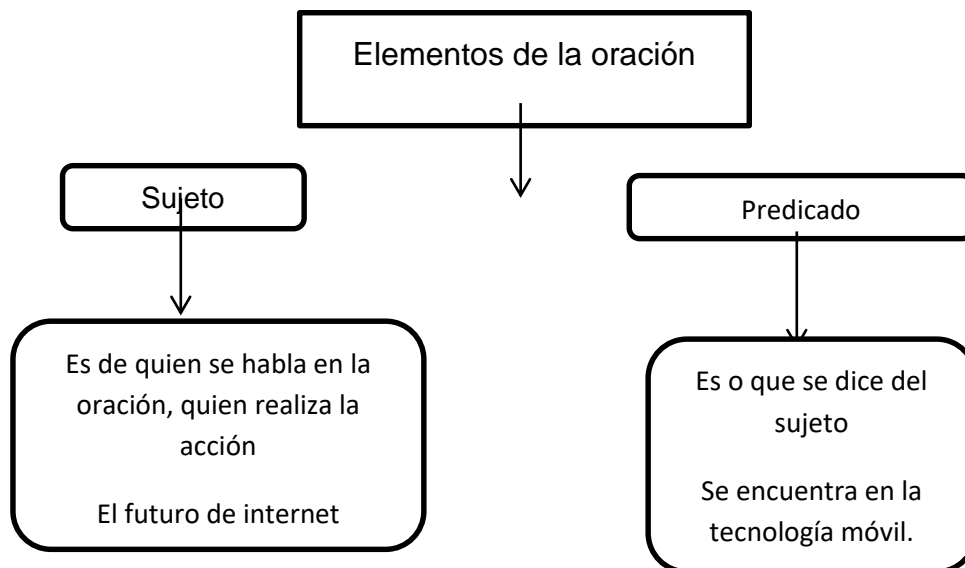 Elementos de la oración
Sujeto
Predicado
Es de quien se habla en la
oración, quien realiza la
acción
El futuro de internet
Es o que se dice del
sujeto
Se encuentra en la
tecnología móvil.